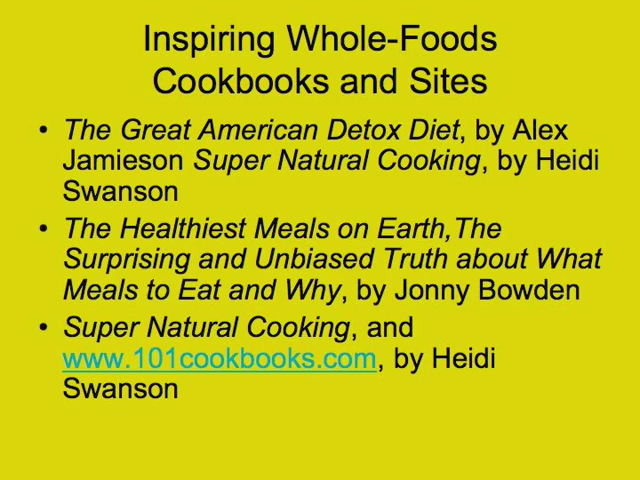 Inspiring Whole-Foods
Cookbooks and Sites
• The Great American Detox Diet, by Alex
Jamieson Super Natural Cooking, by Heidi
Swanson
• The Healthiest Meals on Earth,The
Surprising and Unbiased Truth about What
Meals to Eat and Why, by Jonny Bowden
• Super Natural Cooking, and
www.101cookbooks.com, by Heidi
Swanson